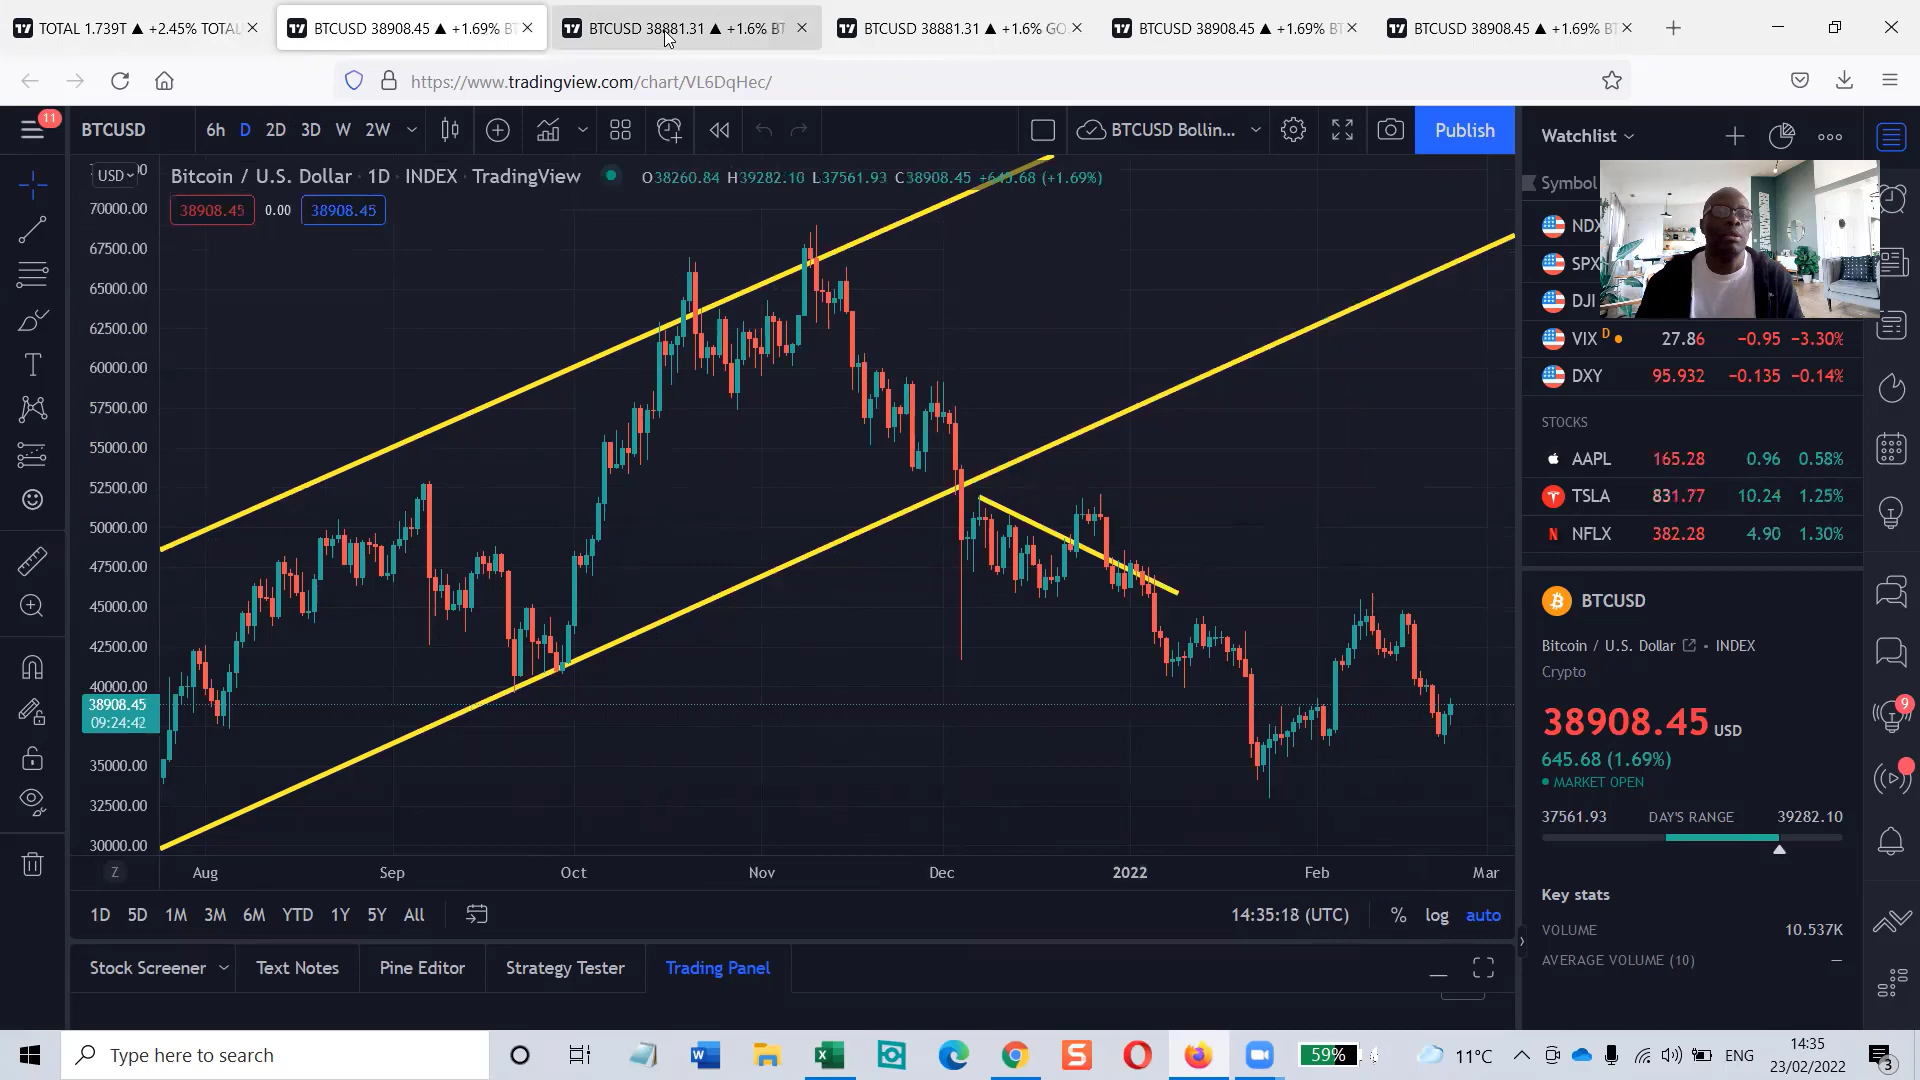 TOTAL 1.739T ▲ +2.45% TOTAL
BTCUSD 38908.45 ▲ +1.69% BT
BTCUSD 38881.31 ▲ +1.6% BT
BTCUSD 38881.31 ▲ +1.6% GO
BTCUSD 38908.45 ▲ +1.69% BT
BTCUSD 38908.45 ▲ +1.69% BT
https://www.tradingview.com/chart/VL6DqHec/
11
BTCUSD
6h D 2D 3D W 2W
BTCUSD Bollin...
Publish
Watchlist
USD
Bitcoin / U.S. Dollar · 1D · INDEX · TradingView
O38260.84 H39282.10 L37561.93 C38908.45 +645.68 (+1.69%)
38908.45 0.00 38908.45
Symbol
NDX
SPX
DJI
VIX D 27.86 −0.95 −3.30%
DXY 95.932 −0.135 −0.14%
STOCKS
AAPL 165.28 0.96 0.58%
TSLA 831.77 10.24 1.25%
NFLX 382.28 4.90 1.30%
70000.00
67500.00
65000.00
62500.00
60000.00
57500.00
55000.00
52500.00
50000.00
47500.00
45000.00
42500.00
40000.00
38908.45
09:24:42
35000.00
32500.00
30000.00
Z Aug Sep Oct Nov Dec 2022 Feb Mar
BTCUSD
Bitcoin / U.S. Dollar • INDEX
Crypto
38908.45 USD
645.68 (1.69%)
MARKET OPEN
37561.93 DAY'S RANGE 39282.10
Key stats
VOLUME 10.537K
AVERAGE VOLUME (10) —
9
1D 5D 1M 3M 6M YTD 1Y 5Y All
14:35:18 (UTC) % log auto
Stock Screener Text Notes Pine Editor Strategy Tester Trading Panel
Type here to search
59%
11°C
ENG
14:35
23/02/2022
3